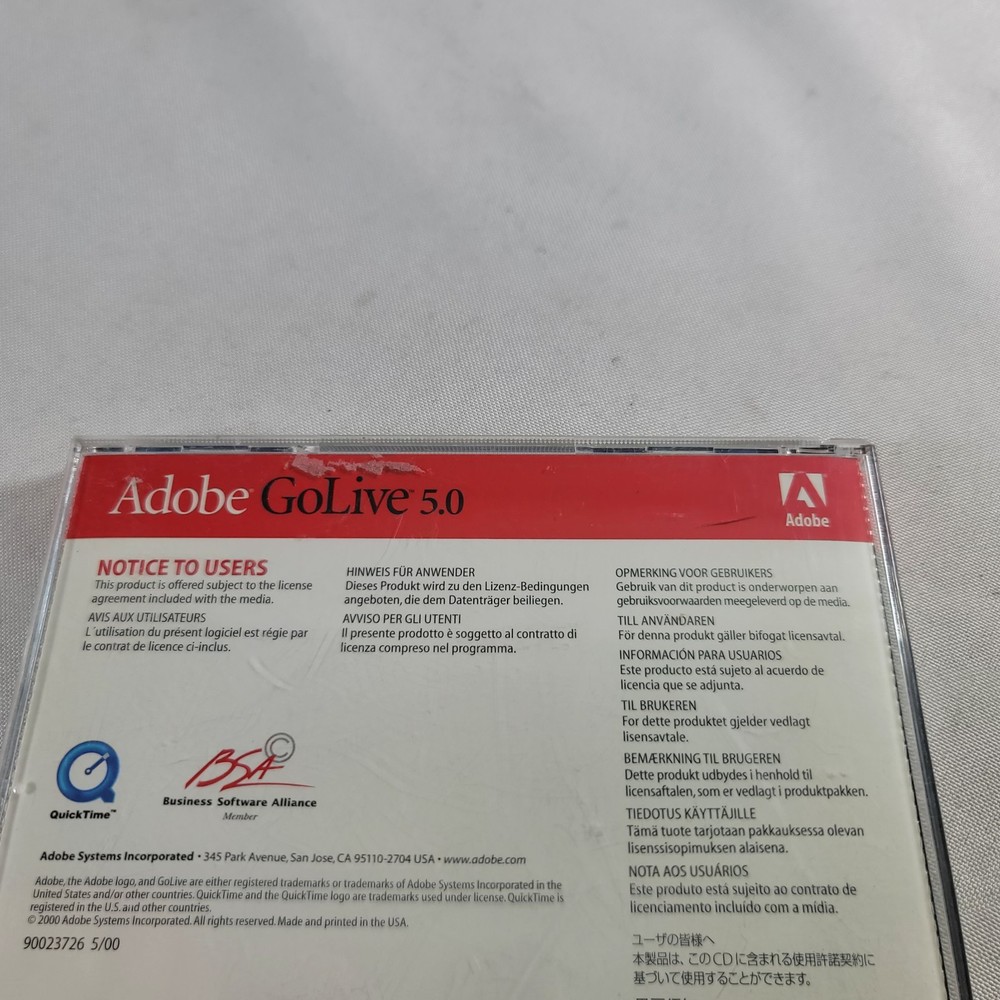 Adobe GoLive™ 5.0
Adobe
NOTICE TO USERS
This product is offered subject to the license
agreement included with the media.
AVIS AUX UTILISATEURS
L´utilisation du présent logiciel est régie par
le contrat de licence ci-inclus.
HINWEIS FÜR ANWENDER
Dieses Produkt wird zu den Lizenz-Bedingungen
angeboten, die dem Datenträger beiliegen.
AVVISO PER GLI UTENTI
Il presente prodotto è soggetto al contratto di
licenza compreso nel programma.
OPMERKING VOOR GEBRUIKERS
Gebruik van dit product is onderworpen aan
gebruiksvoorwaarden meegeleverd op de media.
TILL ANVÄNDAREN
För denna produkt gäller bifogat licensavtal.
INFORMACIÓN PARA USUARIOS
Este producto está sujeto al acuerdo de
licencia que se adjunta.
TIL BRUKEREN
For dette produktet gjelder vedlagt
lisensavtale.
BEMÆRKNING TIL BRUGEREN
Dette produkt udbydes i henhold til
licensaftalen, som er vedlagt i produktpakken.
TIEDOTUS KÄYTTÄJILLE
Tämä tuote tarjotaan pakkauksessa olevan
lisenssisopimuksen alaisena.
NOTA AOS USUÁRIOS
Este produto está sujeito ao contrato de
licenciamento incluído com a mídia.
ユーザの皆様へ
本製品は、このCDに含まれる使用許諾契約に
基づいて使用することができます。
QuickTime™
BSA ©
Business Software Alliance
Member
Adobe Systems Incorporated • 345 Park Avenue, San Jose, CA 95110-2704 USA • www.adobe.com
Adobe, the Adobe logo, and GoLive are either registered trademarks or trademarks of Adobe Systems Incorporated in the
United States and/or other countries. QuickTime and the QuickTime logo are trademarks used under license. QuickTime is
registered in the U.S. and other countries.
© 2000 Adobe Systems Incorporated. All rights reserved. Made and printed in the USA.
90023726 5/00